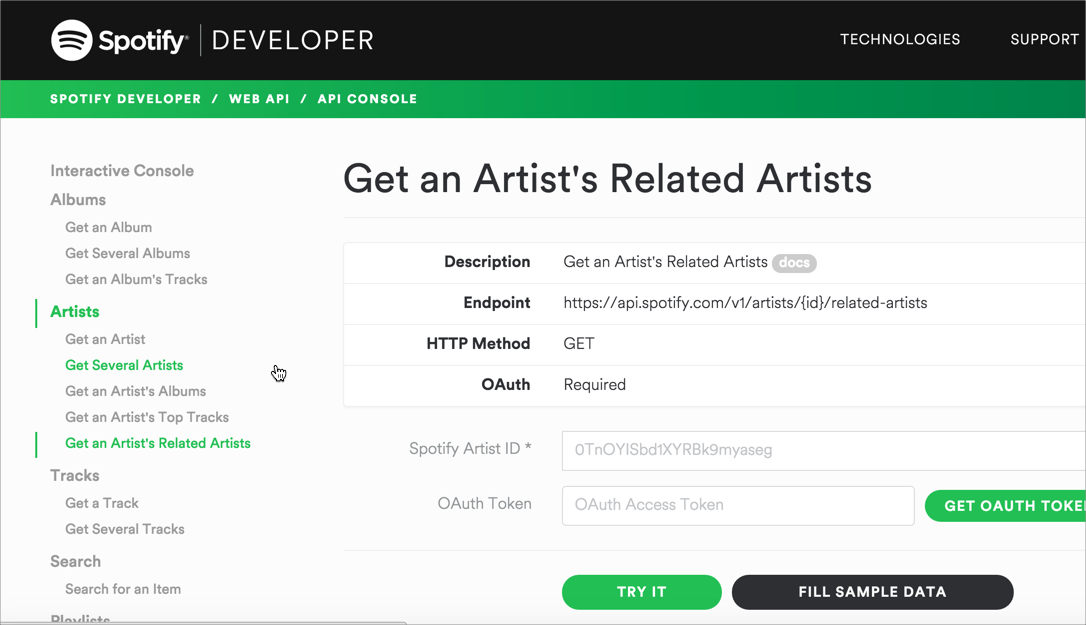 Spotify® DEVELOPER
TECHNOLOGIES
SUPPORT
SPOTIFY DEVELOPER / WEB API / API CONSOLE
Interactive Console
Albums
Get an Album
Get Several Albums
Get an Album's Tracks
Artists
Get an Artist
Get Several Artists
Get an Artist's Albums
Get an Artist's Top Tracks
Get an Artist's Related Artists
Tracks
Get a Track
Get Several Tracks
Search
Search for an Item
Playlists
Get an Artist's Related Artists
Description Get an Artist's Related Artists docs
Endpoint https://api.spotify.com/v1/artists/{id}/related-artists
HTTP Method GET
OAuth Required
Spotify Artist ID * 0TnOYISbd1XYRBk9myaseg
OAuth Token OAuth Access Token GET OAUTH TOKE
TRY IT FILL SAMPLE DATA